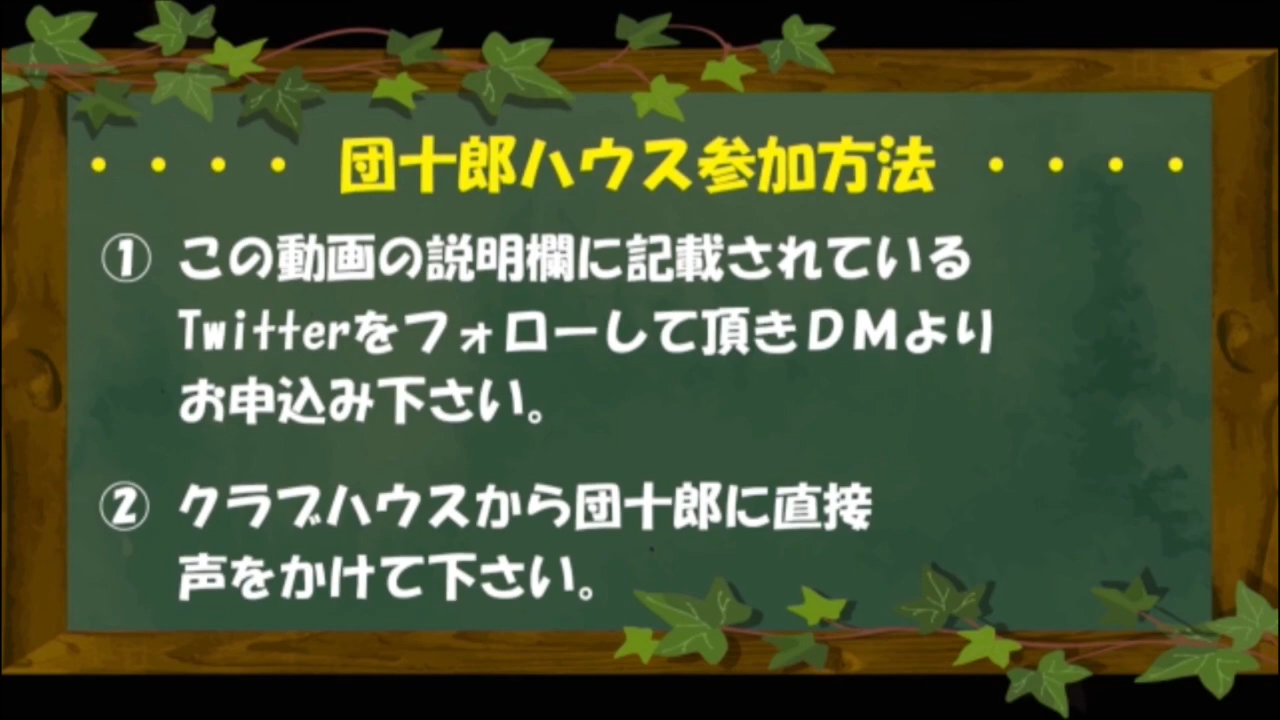 ・・・・ 団十郎ハウス参加方法 ・・・・
① この動画の説明欄に記載されている
Twitterをフォローして頂きＤＭより
お申込み下さい。
② クラブハウスから団十郎に直接
声をかけて下さい。